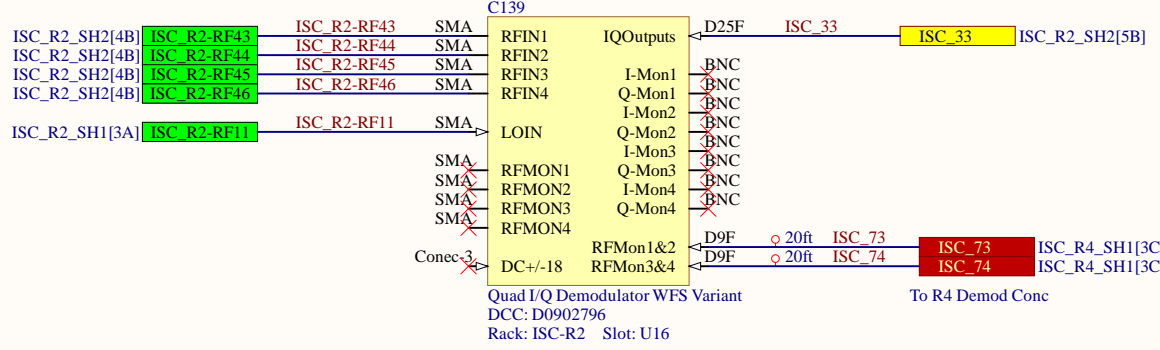 C139
ISC_R2_SH2[4B] ISC_R2-RF43 ISC_R2-RF43 SMA RFIN1 IQOutputs D25F ISC_33 ISC_33 ISC_R2_SH2[5B]
ISC_R2_SH2[4B] ISC_R2-RF44 ISC_R2-RF44 SMA RFIN2
ISC_R2_SH2[4B] ISC_R2-RF45 ISC_R2-RF45 SMA RFIN3 I-Mon1 BNC
ISC_R2_SH2[4B] ISC_R2-RF46 ISC_R2-RF46 SMA RFIN4 Q-Mon1 BNC
I-Mon2 BNC
ISC_R2_SH1[3A] ISC_R2-RF11 ISC_R2-RF11 SMA LOIN Q-Mon2 BNC
I-Mon3 BNC
SMA RFMON1 Q-Mon3 BNC
SMA RFMON2 I-Mon4 BNC
SMA RFMON3 Q-Mon4 BNC
SMA RFMON4
RFMon1&2 D9F 20ft ISC_73 ISC_73 ISC_R4_SH1[3C
Conec-3 DC+/-18 RFMon3&4 D9F 20ft ISC_74 ISC_74 ISC_R4_SH1[3C
Quad I/Q Demodulator WFS Variant To R4 Demod Conc
DCC: D0902796
Rack: ISC-R2 Slot: U16